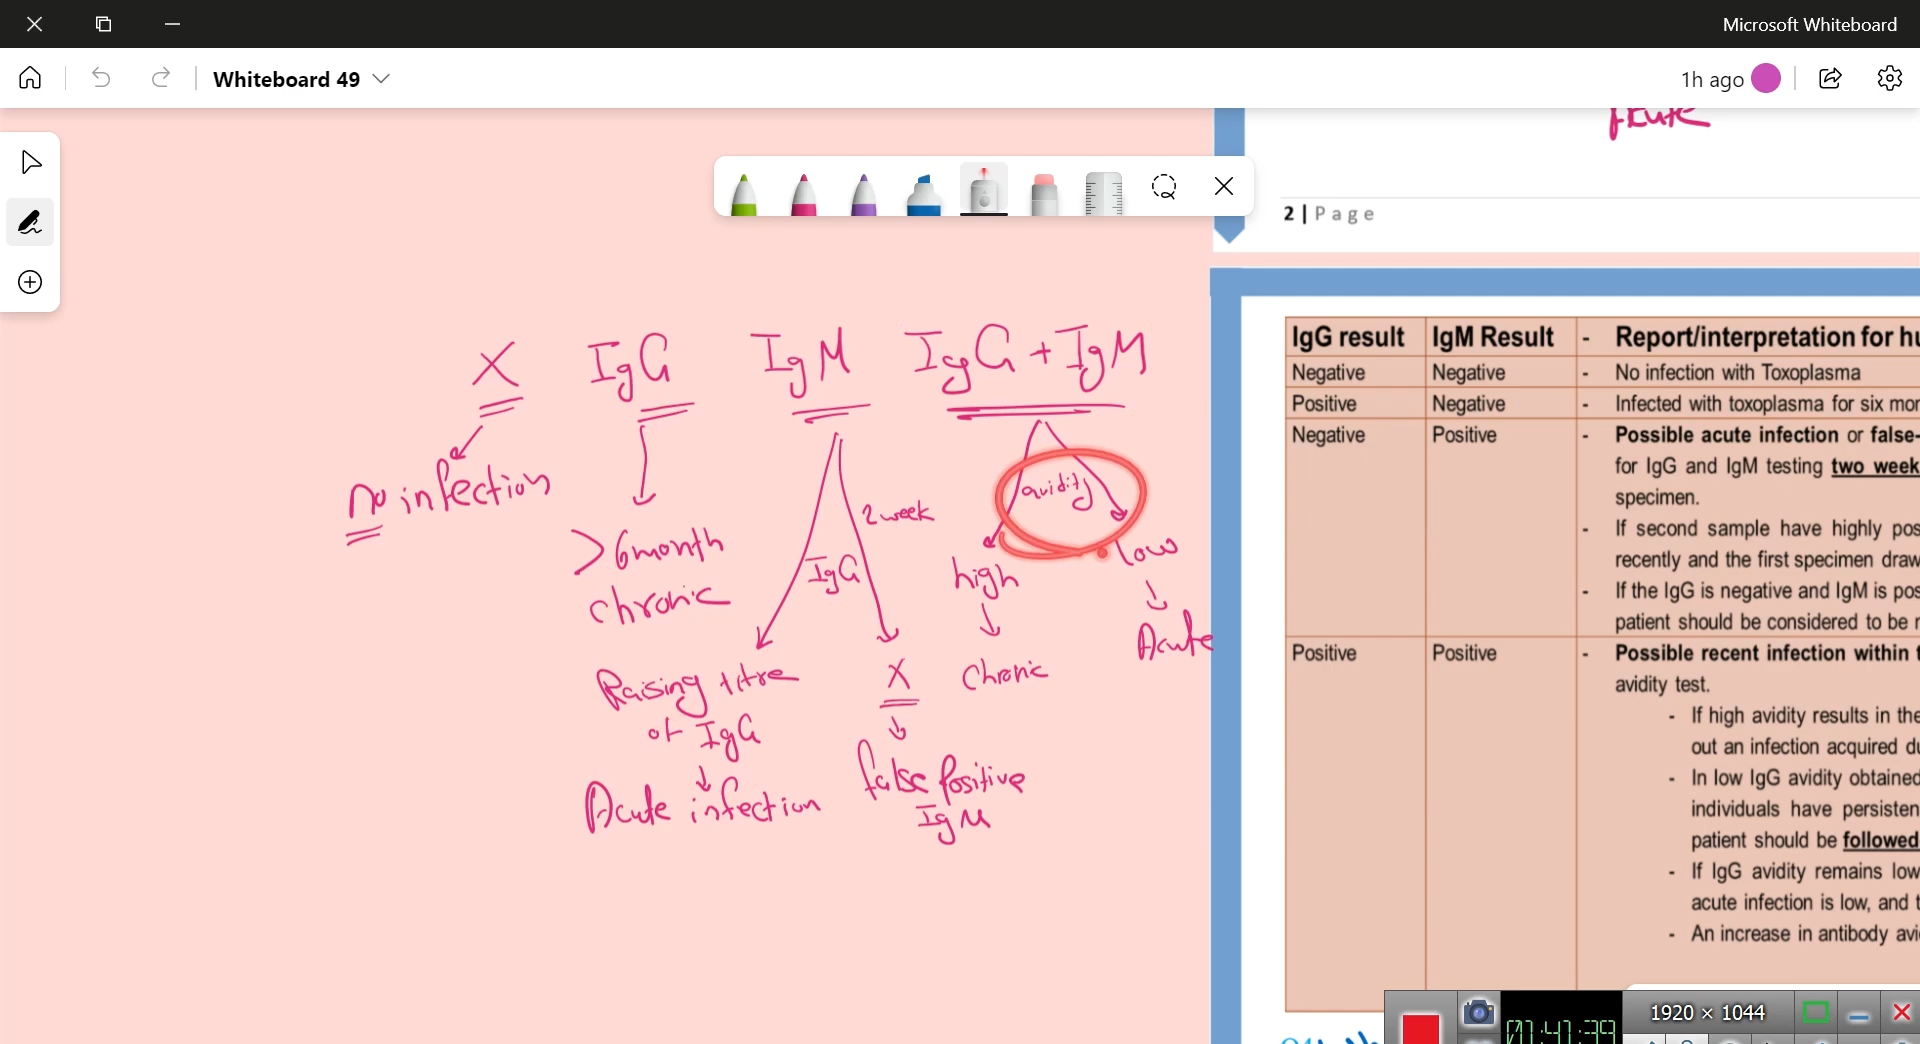 Microsoft Whiteboard
Whiteboard 49
1h ago
2 | Page
X IgG IgM IgG + IgM
no infection
>6month
chronic
2 week
IgG
avidity
high
low
Raising titre
of IgG
Acute infection
X
false Positive
IgM
Chronic
Acute
IgG result IgM Result - Report/interpretation for hu
Negative Negative - No infection with Toxoplasma
Positive Negative - Infected with toxoplasma for six mon
Negative Positive - Possible acute infection or false-
for IgG and IgM testing two week
specimen.
- If second sample have highly pos
recently and the first specimen draw
- If the IgG is negative and IgM is pos
patient should be considered to be n
Positive Positive - Possible recent infection within t
avidity test.
- If high avidity results in the
out an infection acquired du
- In low IgG avidity obtained
individuals have persisten
patient should be followed
- If IgG avidity remains low
acute infection is low, and t
- An increase in antibody avi
1920 × 1044
01:41:39